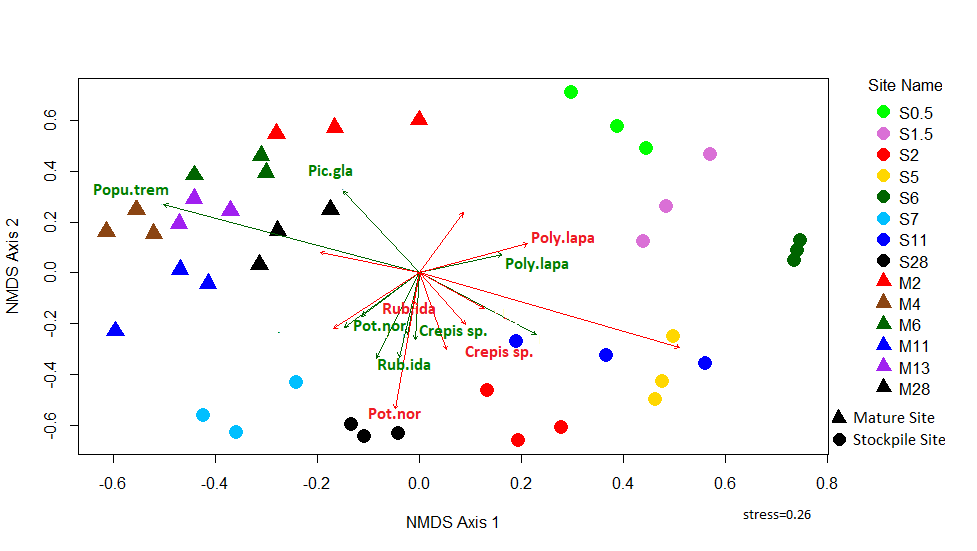 Site Name
S0.5
S1.5
S2
S5
S6
S7
S11
S28
M2
M4
M6
M11
M13
M28
Mature Site
Stockpile Site
NMDS Axis 2
0.6
0.4
0.2
0.0
-0.2
-0.4
-0.6
Pic.gla
Popu.trem
Poly.lapa
Poly.lapa
Rub.ida
Pot.nor
Crepis sp.
Crepis sp.
Rub.ida
Pot.nor
-0.6
-0.4
-0.2
0.0
0.2
0.4
0.6
0.8
NMDS Axis 1
stress=0.26